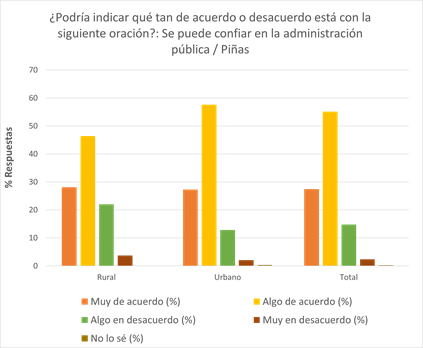 ¿Podría indicar qué tan de acuerdo o desacuerdo está con la
siguiente oración?: Se puede confiar en la administración
pública / Piñas
70
60
50
40
30
20
10
0
% Respuestas
Rural
Urbano
Total
Muy de acuerdo (%)
Algo de acuerdo (%)
Algo en desacuerdo (%)
Muy en desacuerdo (%)
No lo sé (%)